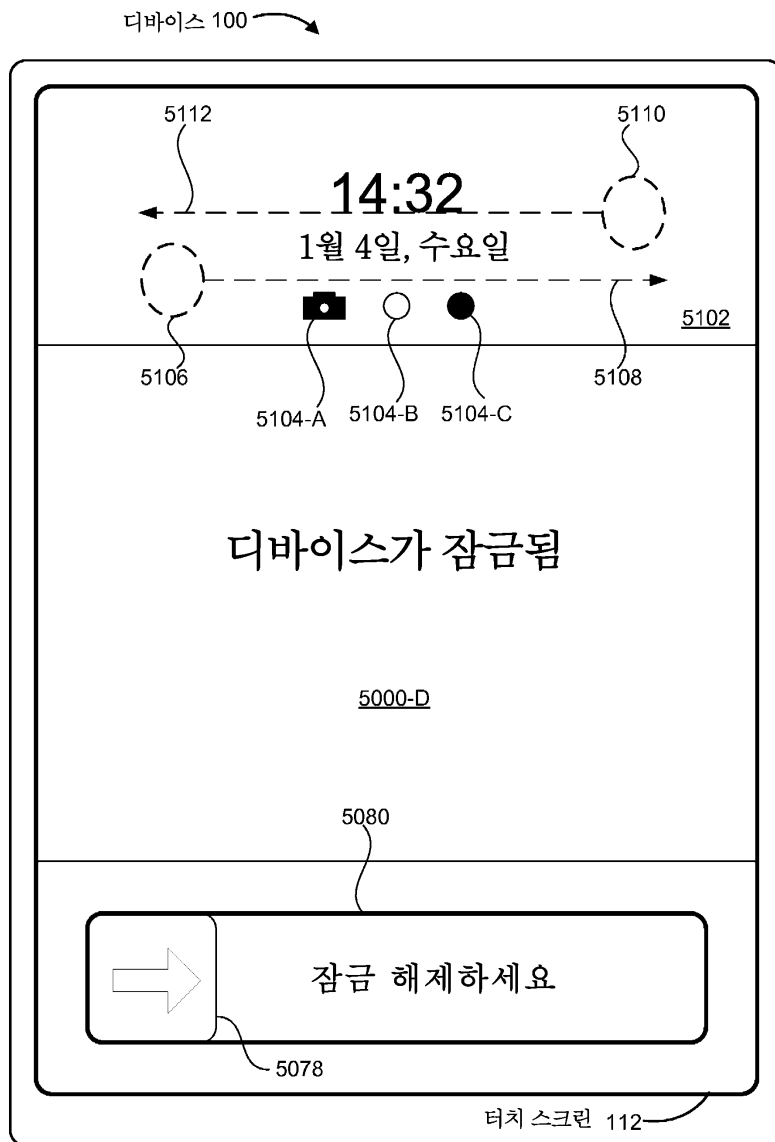 디바이스 100
5112
5110
14:32
1월 4일, 수요일
5102
5106
5108
5104-A
5104-B
5104-C
디바이스가 잠금됨
5000-D
5080
잠금 해제하세요
5078
터치 스크린 112